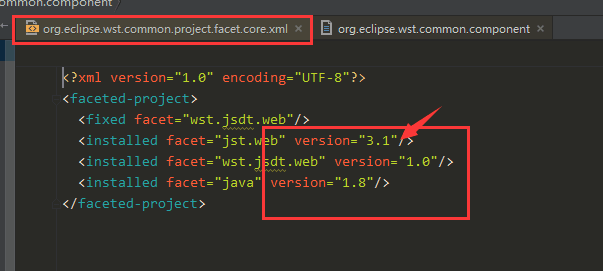 ommon.component
org.eclipse.wst.common.project.facet.core.xml × org.eclipse.wst.common.component ×
<?xml version="1.0" encoding="UTF-8"?>
<faceted-project>
<fixed facet="wst.jsdt.web"/>
<installed facet="jst.web" version="3.1"/>
<installed facet="wst.jsdt.web" version="1.0"/>
<installed facet="java" version="1.8"/>
</faceted-project>